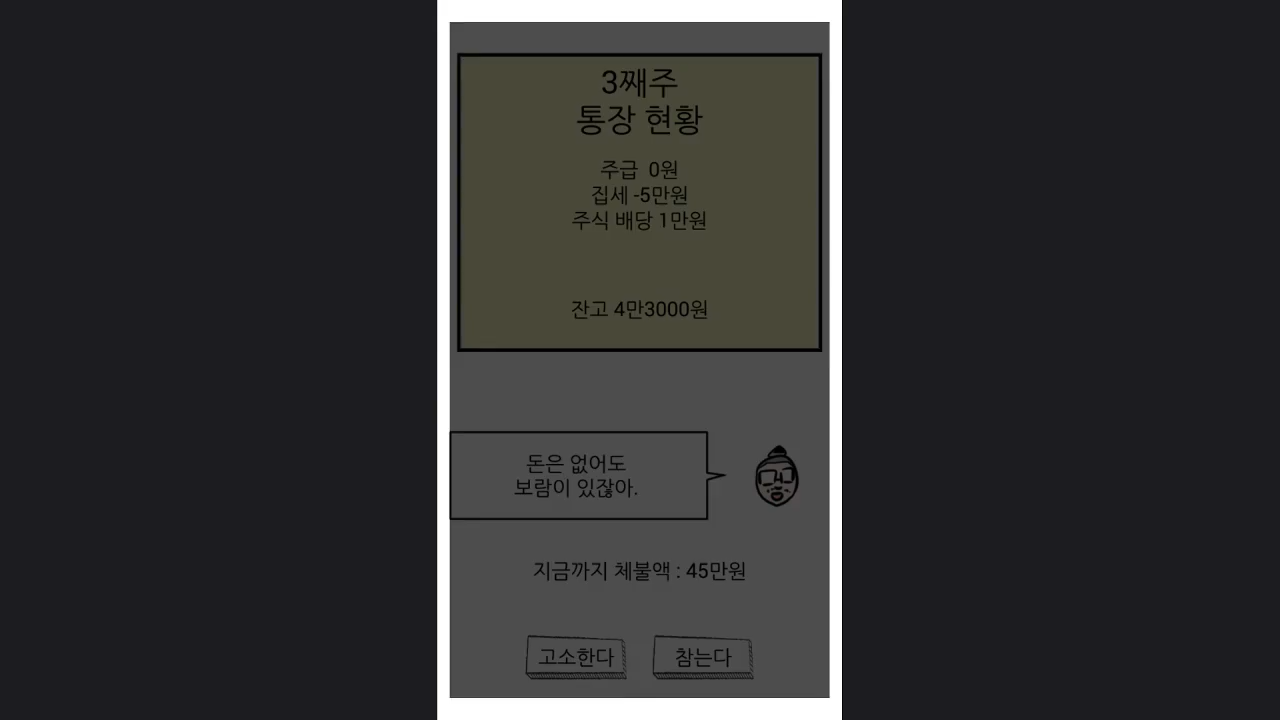 3째주
통장 현황
주급 0원
집세 -5만원
주식 배당 1만원
잔고 4만3000원
돈은 없어도
보람이 있잖아.
지금까지 체불액 : 45만원
고소한다
참는다